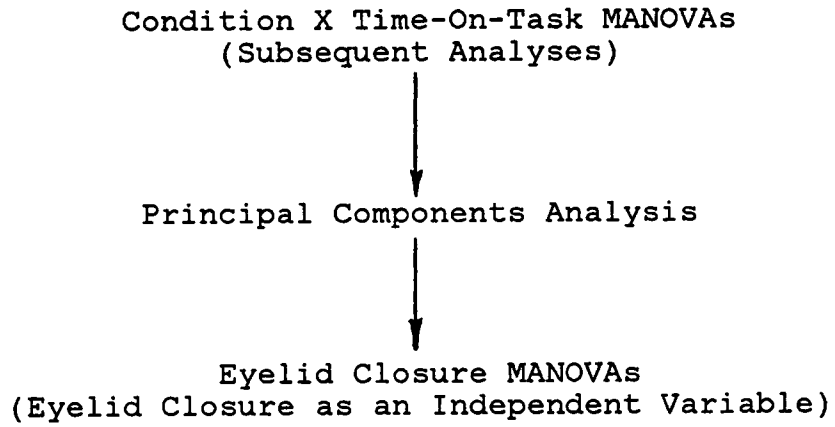 Condition X Time-On-Task MANOVAs
(Subsequent Analyses)
Principal Components Analysis
Eyelid Closure MANOVAs
(Eyelid Closure as an Independent Variable)